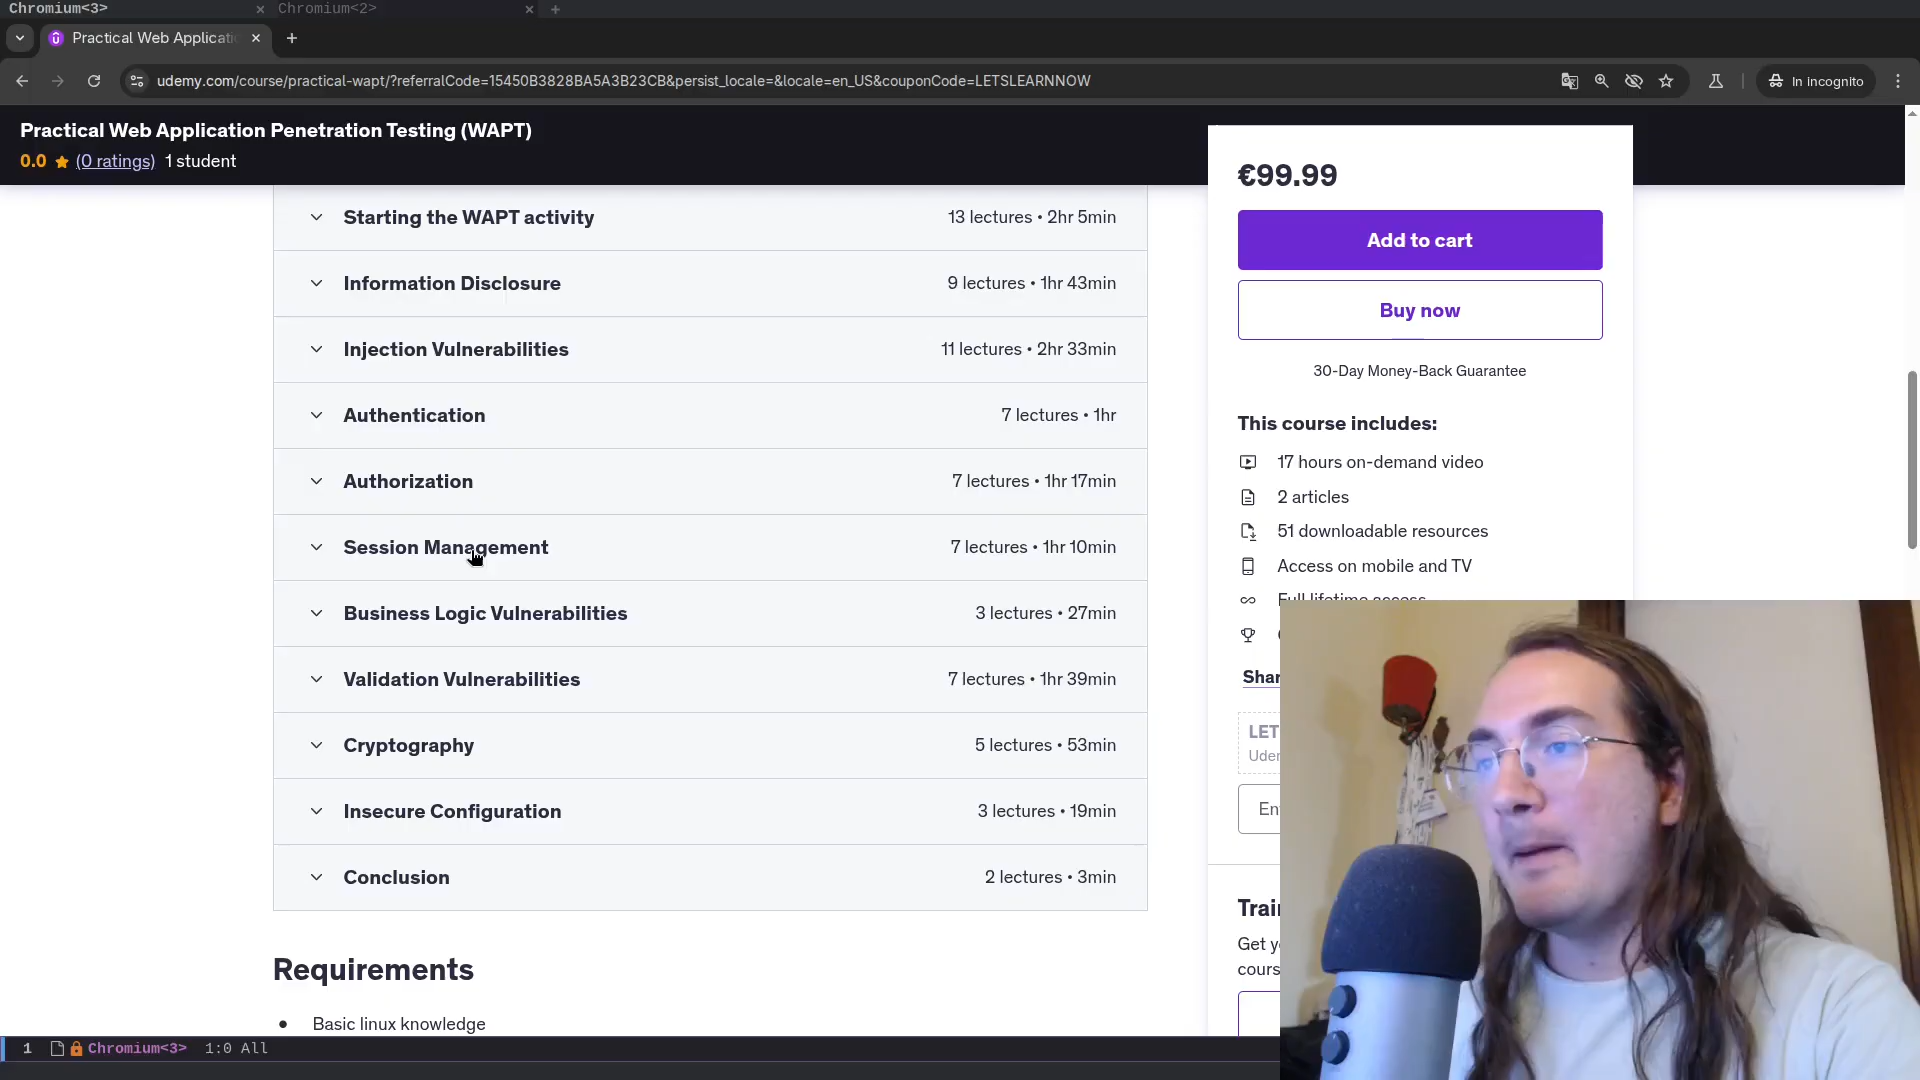 Chromium<3>
Chromium<2>
Practical Web Applicati
udemy.com/course/practical-wapt/?referralCode=15450B3828BA5A3B23CB&persist_locale=&locale=en_US&couponCode=LETSLEARNNOW
In incognito
Practical Web Application Penetration Testing (WAPT)
0.0 (0 ratings) 1 student
Starting the WAPT activity 13 lectures • 2hr 5min
Information Disclosure 9 lectures • 1hr 43min
Injection Vulnerabilities 11 lectures • 2hr 33min
Authentication 7 lectures • 1hr
Authorization 7 lectures • 1hr 17min
Session Management 7 lectures • 1hr 10min
Business Logic Vulnerabilities 3 lectures • 27min
Validation Vulnerabilities 7 lectures • 1hr 39min
Cryptography 5 lectures • 53min
Insecure Configuration 3 lectures • 19min
Conclusion 2 lectures • 3min
Requirements
• Basic linux knowledge
€99.99
Add to cart
Buy now
30-Day Money-Back Guarantee
This course includes:
17 hours on-demand video
2 articles
51 downloadable resources
Access on mobile and TV
Full lifetime access
Shar
LET
Uder
En
Trai
Get y
cours
1 Chromium<3> 1:0 All